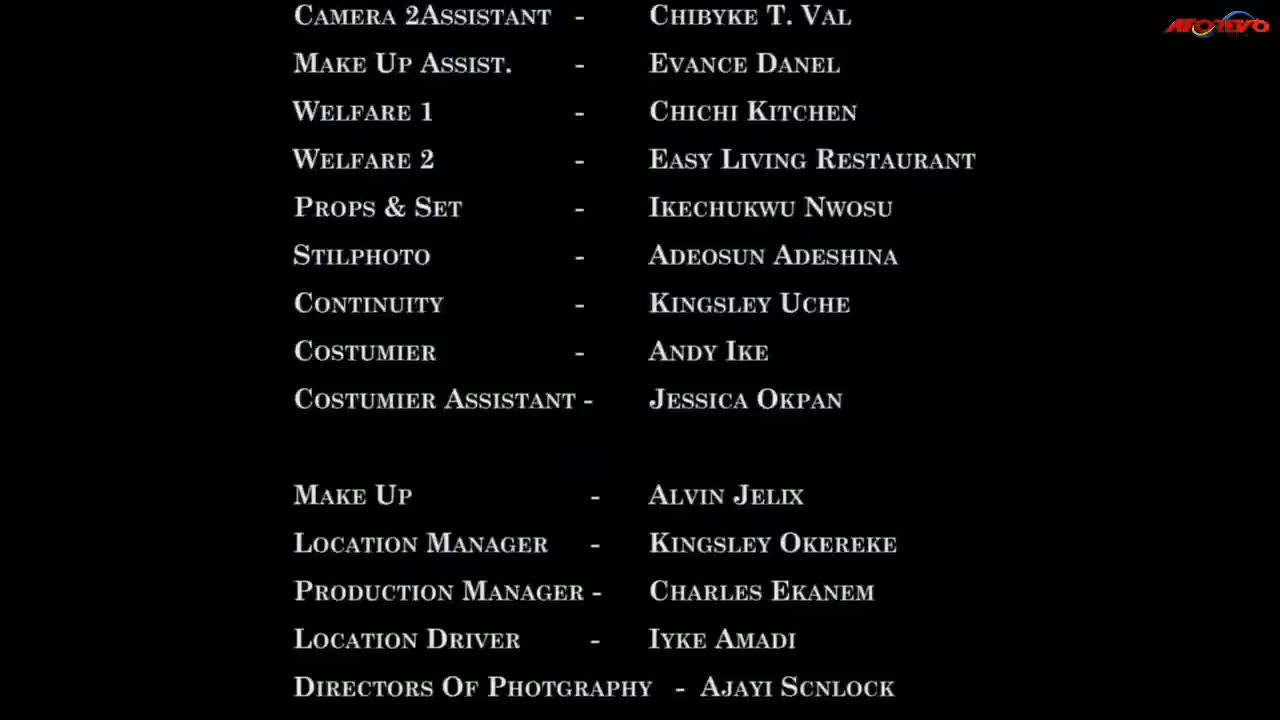 CAMERA 2ASSISTANT - CHIBYKE T. VAL
AFOREVO
MAKE UP ASSIST. - EVANCE DANEL
WELFARE 1 - CHICHI KITCHEN
WELFARE 2 - EASY LIVING RESTAURANT
PROPS & SET - IKECHUKWU NWOSU
STILPHOTO - ADEOSUN ADESHINA
CONTINUITY - KINGSLEY UCHE
COSTUMIER - ANDY IKE
COSTUMIER ASSISTANT - JESSICA OKPAN
MAKE UP - ALVIN JELIX
LOCATION MANAGER - KINGSLEY OKEREKE
PRODUCTION MANAGER - CHARLES EKANEM
LOCATION DRIVER - IYKE AMADI
DIRECTORS OF PHOTGRAPHY - AJAYI SCNLOCK